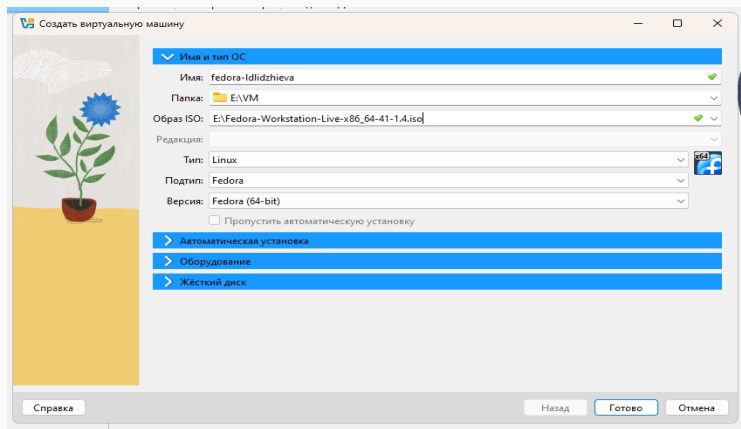 Создать виртуальную машину
Имя и тип ОС
Имя: fedora-ldlidzhieva
Папка: E:\VM
Образ ISO: E:\Fedora-Workstation-Live-x86_64-41-1.4.iso
Редакция:
Тип: Linux
x64
Подтип: Fedora
Версия: Fedora (64-bit)
Пропустить автоматическую установку
Автоматическая установка
Оборудование
Жёсткий диск
Справка Назад Готово Отмена